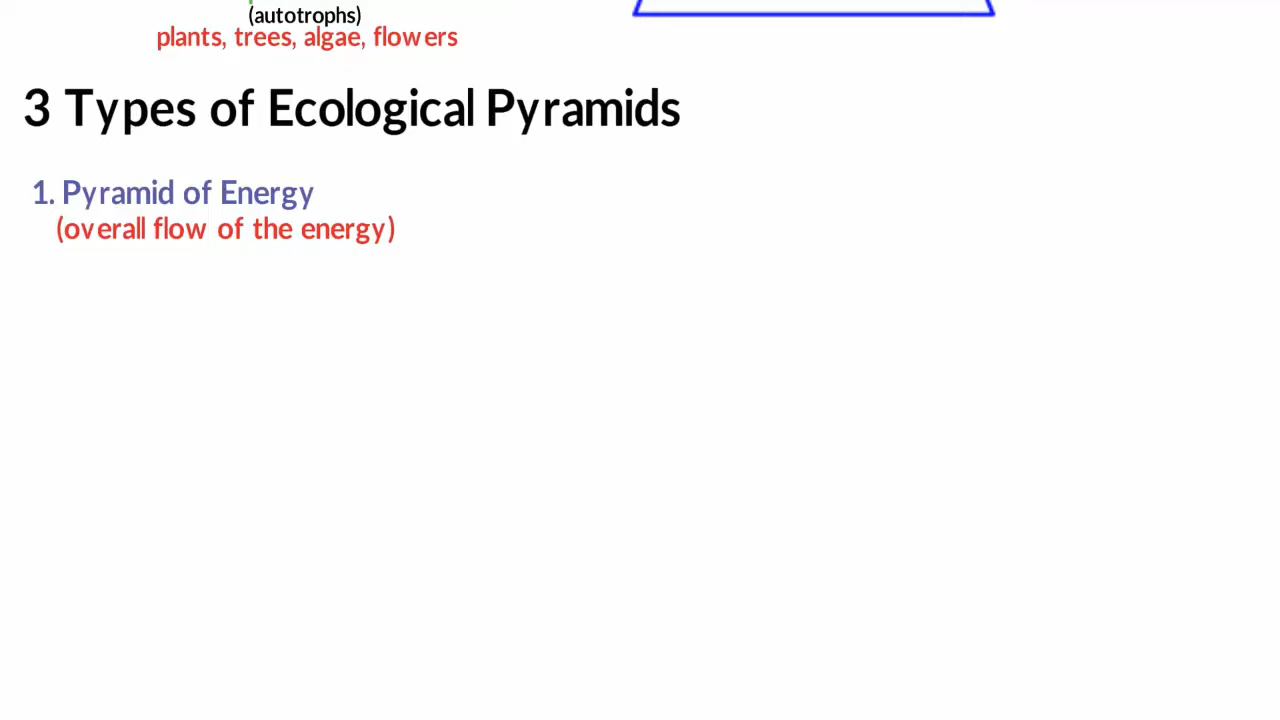 (autotrophs)
plants, trees, algae, flowers
3 Types of Ecological Pyramids
1. Pyramid of Energy
(overall flow of the energy)